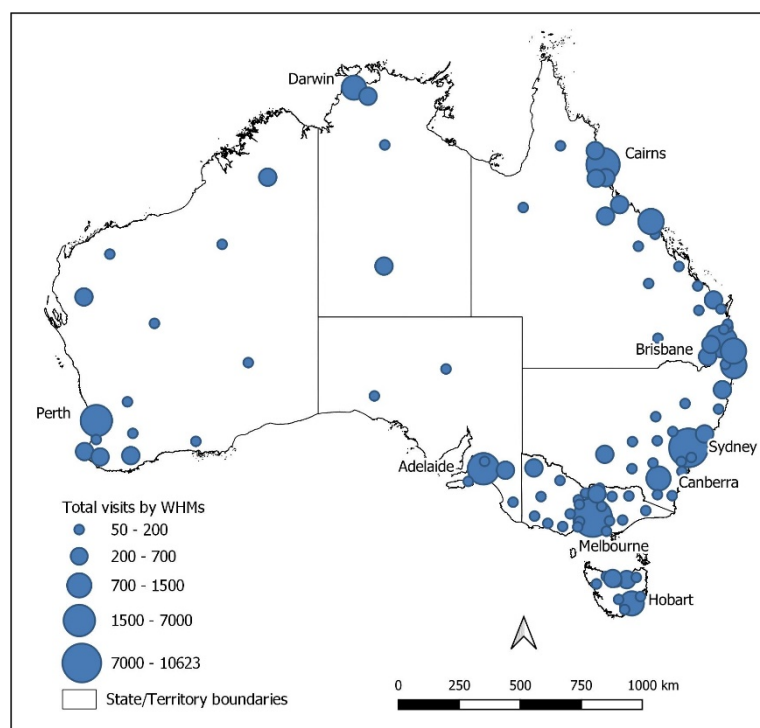 Darwin
Cairns
Brisbane
Perth
Sydney
Adelaide
Canberra
Melbourne
Hobart
Total visits by WHMs
50 - 200
200 - 700
700 - 1500
1500 - 7000
7000 - 10623
State/Territory boundaries
0 250 500 750 1000 km